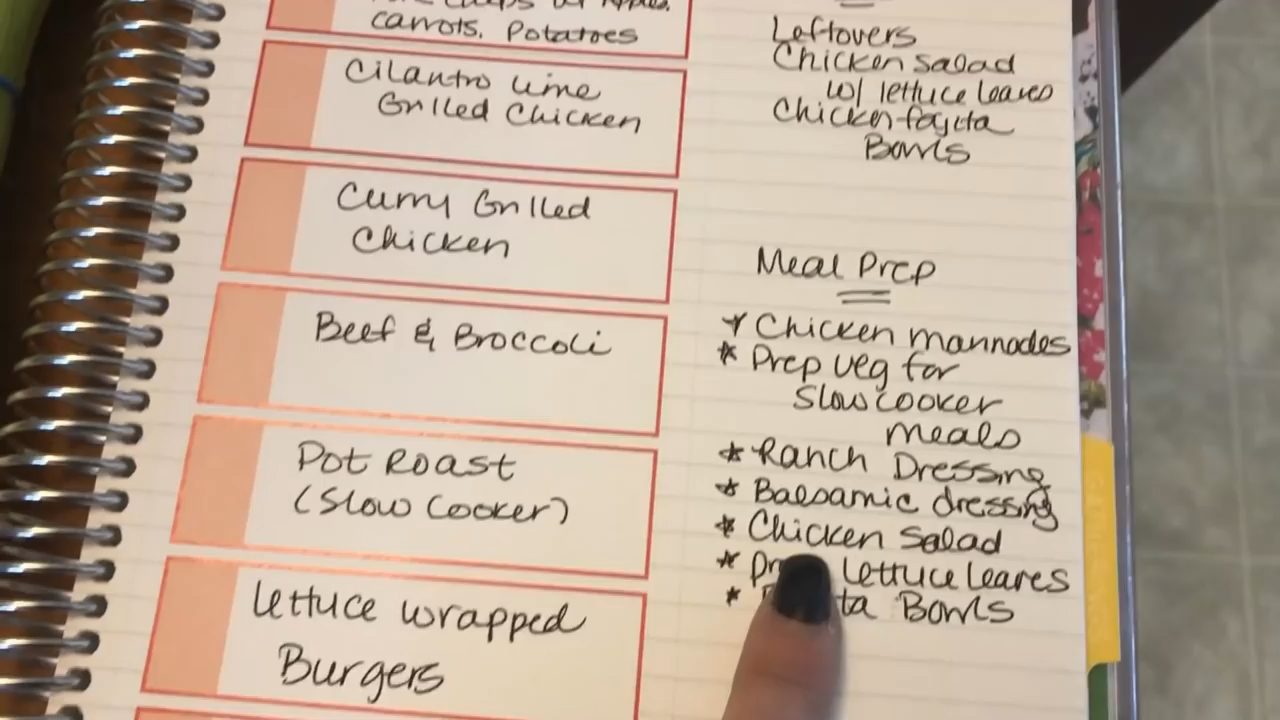 carrots. Potatoes
Cilantro lime
Grilled Chicken
Curry Grilled
Chicken
Beef & Broccoli
Pot Roast
(Slow Cooker)
Lettuce wrapped
Burgers
Leftovers
Chicken salad
w/ lettuce leaves
Chicken fajita
Bowls
Meal Prep
* Chicken marinades
* Prep veg for
Slow cooker
meals
* Ranch Dressing
* Balsamic dressing
* Chicken Salad
* Lettuce leaves
* Bowls